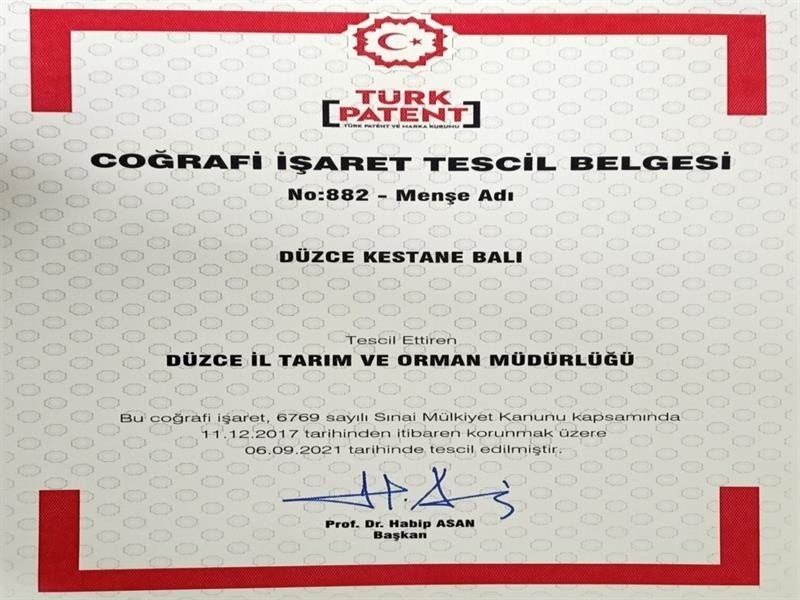 TÜRK
PATENT
TÜRK PATENT VE MARKA KURUMU
COĞRAFİ İŞARET TESCİL BELGESİ
No:882 - Menşe Adı
DÜZCE KESTANE BALI
Tescil Ettiren
DÜZCE İL TARIM VE ORMAN MÜDÜRLÜĞÜ
Bu coğrafi işaret, 6769 sayılı Sınai Mülkiyet Kanunu kapsamında
11.12.2017 tarihinden itibaren korunmak üzere
06.09.2021 tarihinde tescil edilmiştir.
Prof. Dr. Habip ASAN
Başkan